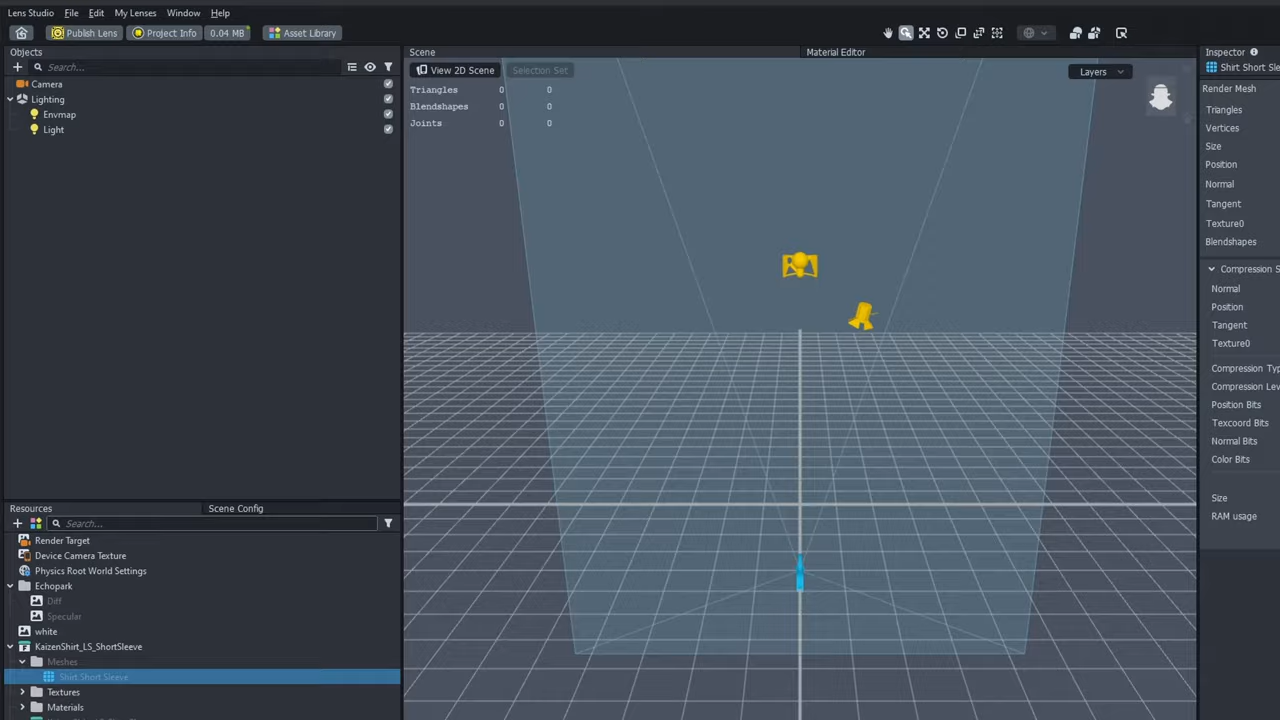 Lens Studio File Edit My Lenses Window Help
Publish Lens Project Info 0.04 MB Asset Library
Objects
Search...
Camera
Lighting
Envmap
Light
Resources Scene Config
Search...
Render Target
Device Camera Texture
Physics Root World Settings
Echopark
Diff
Specular
white
KaizenShirt_LS_ShortSleeve
Meshes
Shirt Short Sleeve
Textures
Materials
Scene Material Editor
View 2D Scene Selection Set Layers
Triangles 0 0
Blendshapes 0 0
Joints 0 0
Inspector
Shirt Short Sle
Render Mesh
Triangles
Vertices
Size
Position
Normal
Tangent
Texture0
Blendshapes
Compression S
Normal
Position
Tangent
Texture0
Compression Typ
Compression Lev
Position Bits
Texcoord Bits
Normal Bits
Color Bits
Size
RAM usage